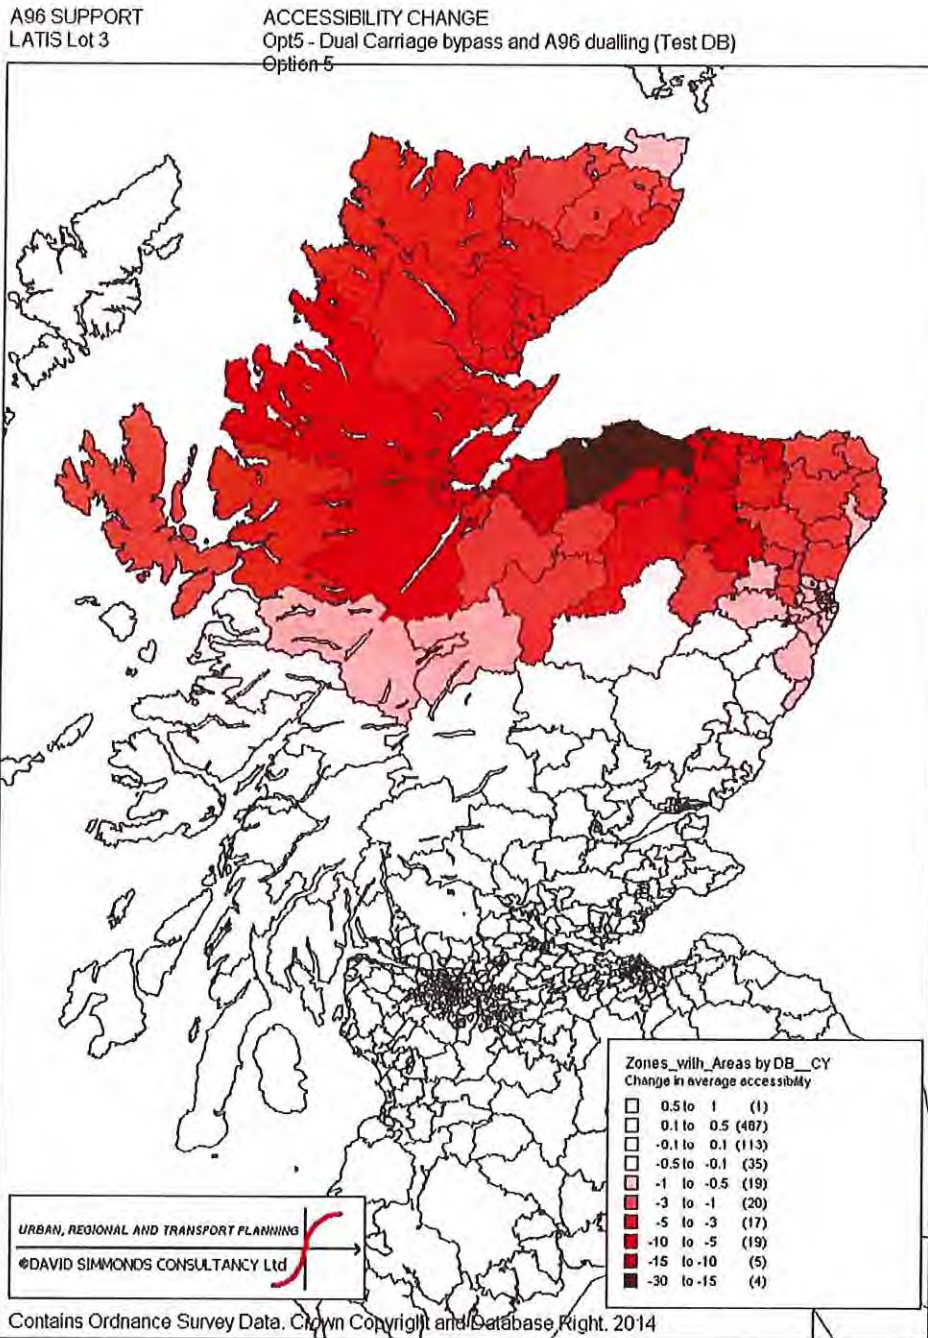 A96 SUPPORT
LATIS Lot 3
ACCESSIBILITY CHANGE
Opt5 - Dual Carriage bypass and A96 dualling (Test DB)
Option 5
Zones_with_Areas by DB__CY
Change in average accessibility
0.5 to 1 (1)
0.1 to 0.5 (487)
-0.1 to 0.1 (113)
-0.5 to -0.1 (35)
-1 to -0.5 (19)
-3 to -1 (20)
-5 to -3 (17)
-10 to -5 (19)
-15 to -10 (5)
-30 to -15 (4)
URBAN, REGIONAL AND TRANSPORT PLANNING
©DAVID SIMMONDS CONSULTANCY Ltd
Contains Ordnance Survey Data. Crown Copyright and Database Right. 2014